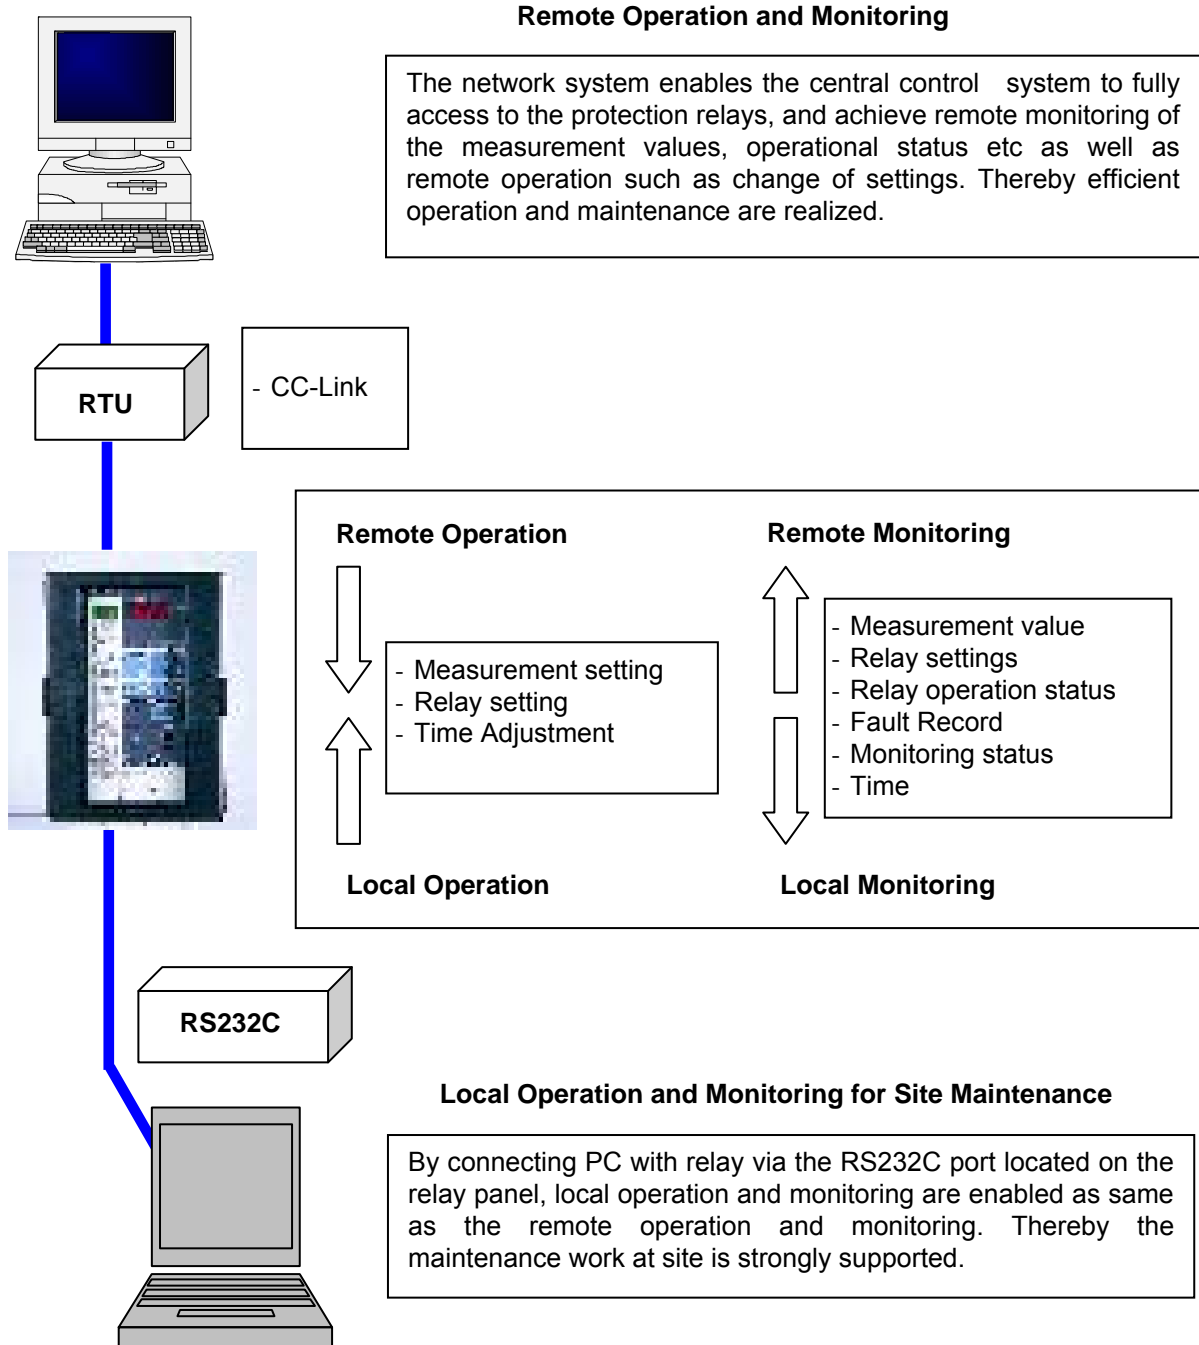 Remote Operation and Monitoring
The network system enables the central control system to fully
access to the protection relays, and achieve remote monitoring of
the measurement values, operational status etc as well as
remote operation such as change of settings. Thereby efficient
operation and maintenance are realized.
RTU
- CC-Link
Remote Operation
- Measurement setting
- Relay setting
- Time Adjustment
Local Operation
Remote Monitoring
- Measurement value
- Relay settings
- Relay operation status
- Fault Record
- Monitoring status
- Time
Local Monitoring
RS232C
Local Operation and Monitoring for Site Maintenance
By connecting PC with relay via the RS232C port located on the
relay panel, local operation and monitoring are enabled as same
as the remote operation and monitoring. Thereby the
maintenance work at site is strongly supported.